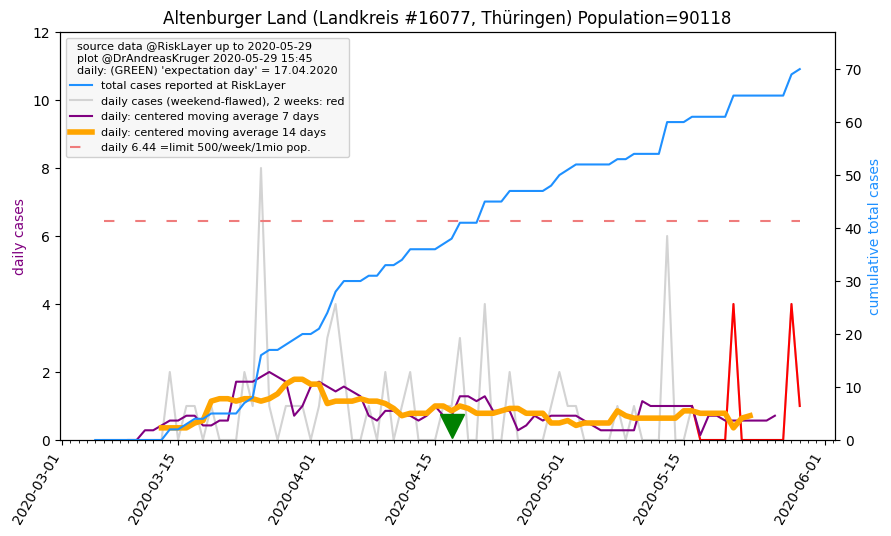 Altenburger Land (Landkreis #16077, Thüringen) Population=90118
source data @RiskLayer up to 2020-05-29
plot @DrAndreasKruger 2020-05-29 15:45
daily: (GREEN) 'expectation day' = 17.04.2020
total cases reported at RiskLayer
daily cases (weekend-flawed), 2 weeks: red
daily: centered moving average 7 days
daily: centered moving average 14 days
daily 6.44 =limit 500/week/1mio pop.
daily cases
12
10
8
6
4
2
0
cumulative total cases
70
60
50
40
30
20
10
0
2020-03-01
2020-03-15
2020-04-01
2020-04-15
2020-05-01
2020-05-15
2020-06-01